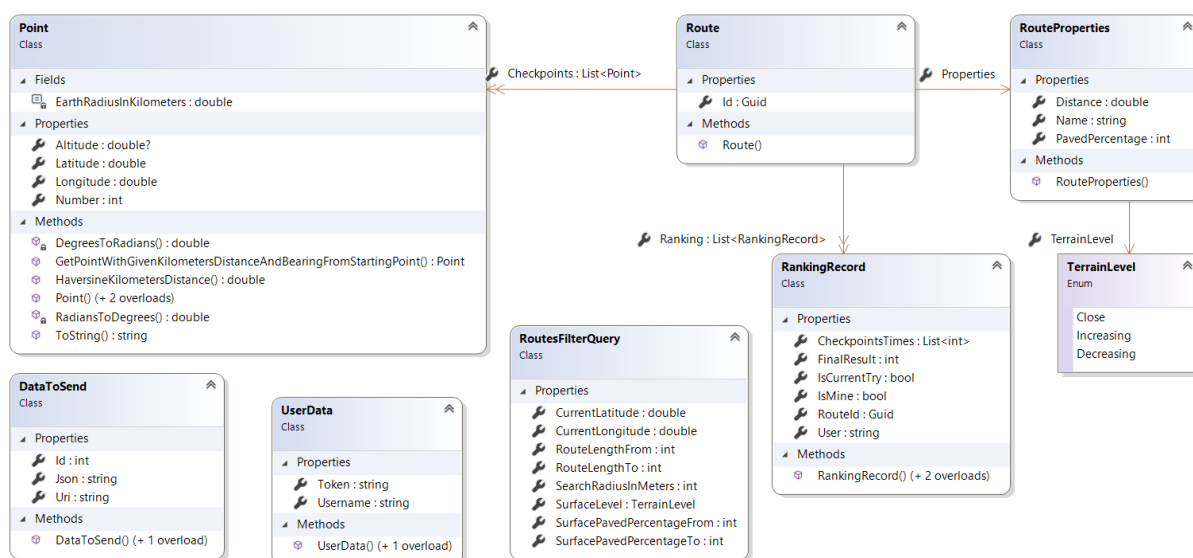 Point
Class
Fields
EarthRadiusInKilometers : double
Properties
Altitude : double?
Latitude : double
Longitude : double
Number : int
Methods
DegreesToRadians() : double
GetPointWithGivenKilometersDistanceAndBearingFromStartingPoint() : Point
HaversineKilometersDistance() : double
Point() (+ 2 overloads)
RadiansToDegrees() : double
ToString() : string
Checkpoints : List<Point>
Route
Class
Properties
Id : Guid
Methods
Route()
Properties
RouteProperties
Class
Properties
Distance : double
Name : string
PavedPercentage : int
Methods
RouteProperties()
Ranking : List<RankingRecord>
TerrainLevel
RankingRecord
Class
Properties
CheckpointsTimes : List<int>
FinalResult : int
IsCurrentTry : bool
IsMine : bool
RouteId : Guid
User : string
Methods
RankingRecord() (+ 2 overloads)
TerrainLevel
Enum
Close
Increasing
Decreasing
DataToSend
Class
Properties
Id : int
Json : string
Uri : string
Methods
DataToSend() (+ 1 overload)
UserData
Class
Properties
Token : string
Username : string
Methods
UserData() (+ 1 overload)
RoutesFilterQuery
Class
Properties
CurrentLatitude : double
CurrentLongitude : double
RouteLengthFrom : int
RouteLengthTo : int
SearchRadiusInMeters : int
SurfaceLevel : TerrainLevel
SurfacePavedPercentageFrom : int
SurfacePavedPercentageTo : int